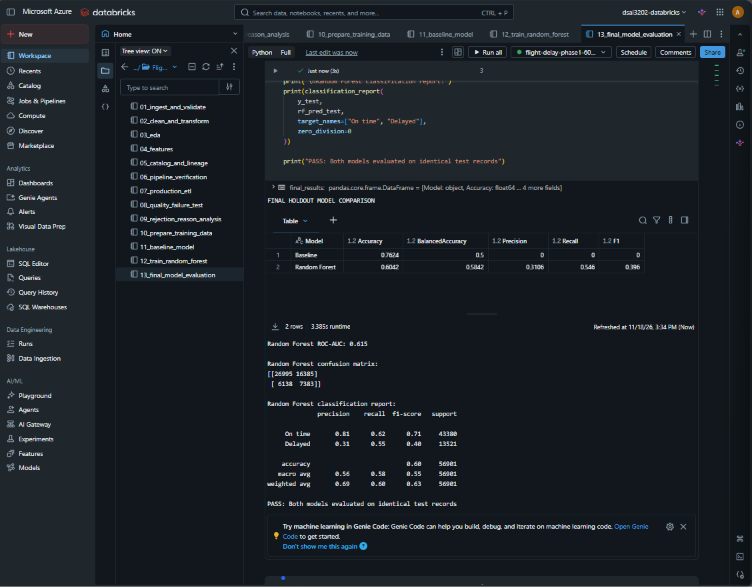 Microsoft Azure databricks Search data, notebooks, recents, and more... CTRL + P dsai3202-databricks A
New
Workspace
Recents
Catalog
Jobs & Pipelines
Compute
Discover
Marketplace
Analytics
Dashboards
Genie Agents
Alerts
Visual Data Prep
Lakehouse
SQL Editor
Queries
Query History
SQL Warehouses
Data Engineering
Runs
Data Ingestion
AI/ML
Playground
Agents
AI Gateway
Experiments
Features
Models
Home
Tree view: ON
... / Flig...
Type to search
01_ingest_and_validate
02_clean_and_transform
03_eda
04_features
05_catalog_and_lineage
06_pipeline_verification
07_production_etl
08_quality_failure_test
09_rejection_reason_analysis
10_prepare_training_data
11_baseline_model
12_train_random_forest
13_final_model_evaluation
ason_analysis 10_prepare_training_data 11_baseline_model 12_train_random_forest 13_final_model_evaluation
Python Full Last edit was now Run all flight-delay-phase1-60... Schedule Comments Share
Just now (3s) 3
print("\nRandom Forest classification report:")
print(classification_report(
y_test,
rf_pred_test,
target_names=["On time", "Delayed"],
zero_division=0
))
print("PASS: Both models evaluated on identical test records")
final_results: pandas.core.frame.DataFrame = [Model: object, Accuracy: float64 ... 4 more fields]
FINAL HOLDOUT MODEL COMPARISON
Table +
Model 1.2 Accuracy 1.2 BalancedAccuracy 1.2 Precision 1.2 Recall 1.2 F1
1 Baseline 0.7624 0.5 0 0 0
2 Random Forest 0.6042 0.5842 0.3106 0.546 0.396
2 rows 3.385s runtime Refreshed at 11/18/26, 3:34 PM (Now)
Random Forest ROC-AUC: 0.615
Random Forest confusion matrix:
[[26995 16385]
[ 6138 7383]]
Random Forest classification report:
precision recall f1-score support
On time 0.81 0.62 0.71 43380
Delayed 0.31 0.55 0.40 13521
accuracy 0.60 56901
macro avg 0.56 0.58 0.55 56901
weighted avg 0.69 0.60 0.63 56901
PASS: Both models evaluated on identical test records
Try machine learning in Genie Code: Genie Code can help you build, debug, and iterate on machine learning code. Open Genie
Code to get started.
Don't show me this again